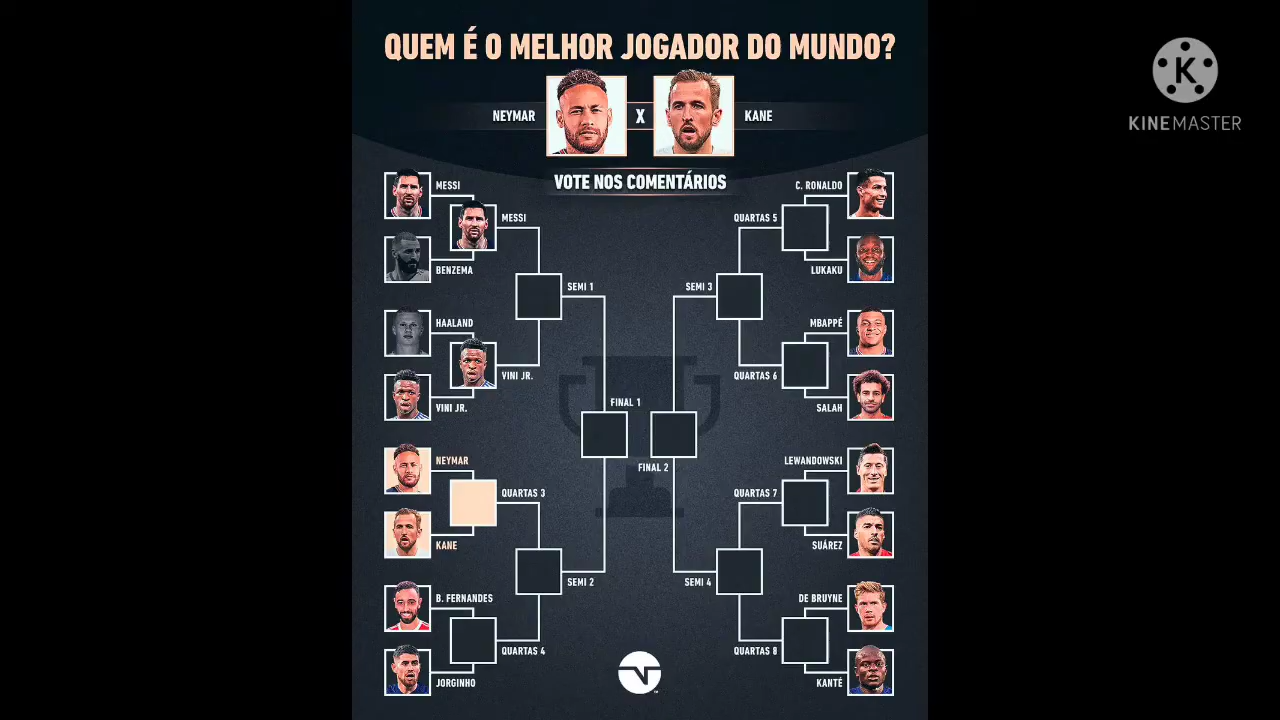 QUEM É O MELHOR JOGADOR DO MUNDO?
K
KINEMASTER
NEYMAR X KANE
VOTE NOS COMENTÁRIOS
MESSI
MESSI
BENZEMA
SEMI 1
HAALAND
VINI JR.
VINI JR.
FINAL 1
NEYMAR
QUARTAS 3
KANE
SEMI 2
B. FERNANDES
QUARTAS 4
JORGINHO
C. RONALDO
QUARTAS 5
LUKAKU
SEMI 3
MBAPPÉ
QUARTAS 6
SALAH
FINAL 2
LEWANDOWSKI
QUARTAS 7
SUÁREZ
SEMI 4
DE BRUYNE
QUARTAS 8
KANTÉ